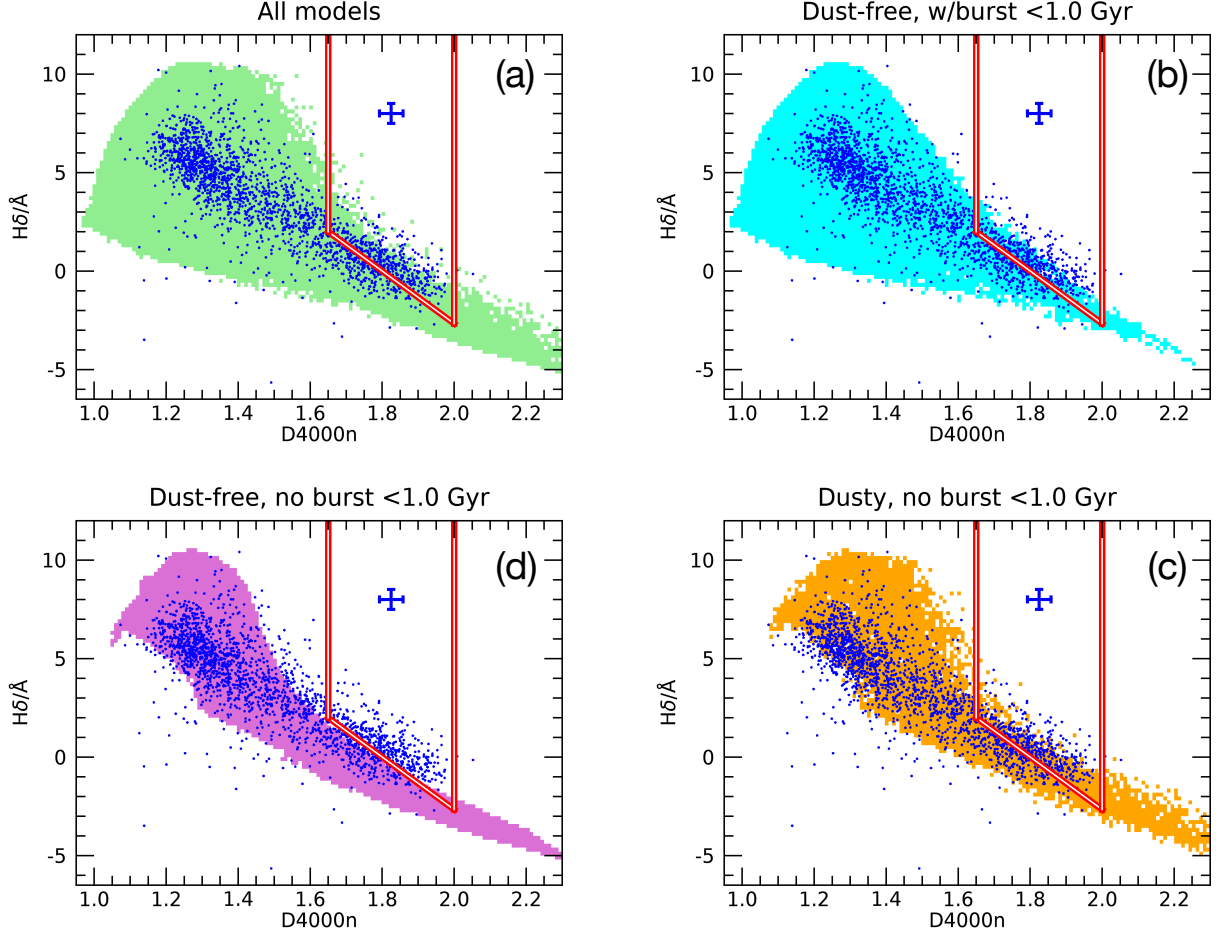 All models
Dust-free, w/burst <1.0 Gyr
(a)
(b)
10
5
0
-5
Hδ/Å
1.0 1.2 1.4 1.6 1.8 2.0 2.2
D4000n
10
5
0
-5
Hδ/Å
1.0 1.2 1.4 1.6 1.8 2.0 2.2
D4000n
Dust-free, no burst <1.0 Gyr
Dusty, no burst <1.0 Gyr
(d)
(c)
10
5
0
-5
Hδ/Å
1.0 1.2 1.4 1.6 1.8 2.0 2.2
D4000n
10
5
0
-5
Hδ/Å
1.0 1.2 1.4 1.6 1.8 2.0 2.2
D4000n